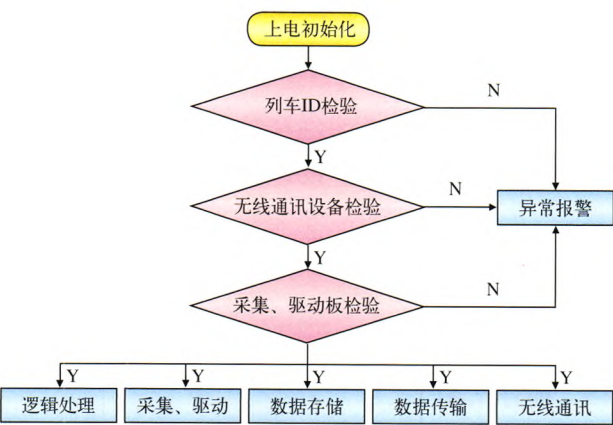 上电初始化
列车ID检验
N
Y
无线通讯设备检验
N
异常报警
Y
采集、驱动板检验
N
Y
Y
Y
Y
Y
逻辑处理
采集、驱动
数据存储
数据传输
无线通讯